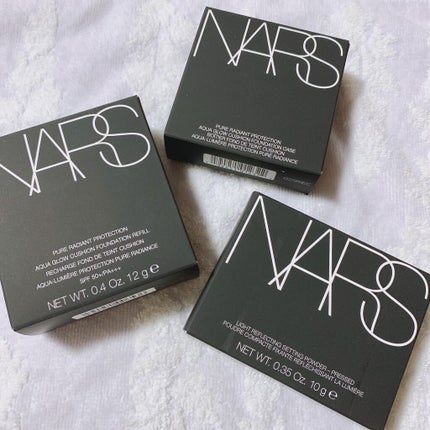 NARS
PURE RADIANT PROTECTION
AQUA GLOW CUSHION FOUNDATION CASE
BOÎTIER FOND DE TEINT CUSHION
AQUA-LUMIÈRE PROTECTION PURE RADIANCE
NARS
PURE RADIANT PROTECTION
AQUA GLOW CUSHION FOUNDATION REFILL
RECHARGE FOND DE TEINT CUSHION
AQUA-LUMIÈRE PROTECTION PURE RADIANCE
SPF 50+/PA+++
NET WT. 0.4 Oz. 12 g e
NARS
LIGHT REFLECTING SETTING POWDER – PRESSED
POUDRE COMPACTE FIXANTE RÉFLÉCHISSANT LA LUMIÈRE
NET WT. 0.35 Oz. 10 g e